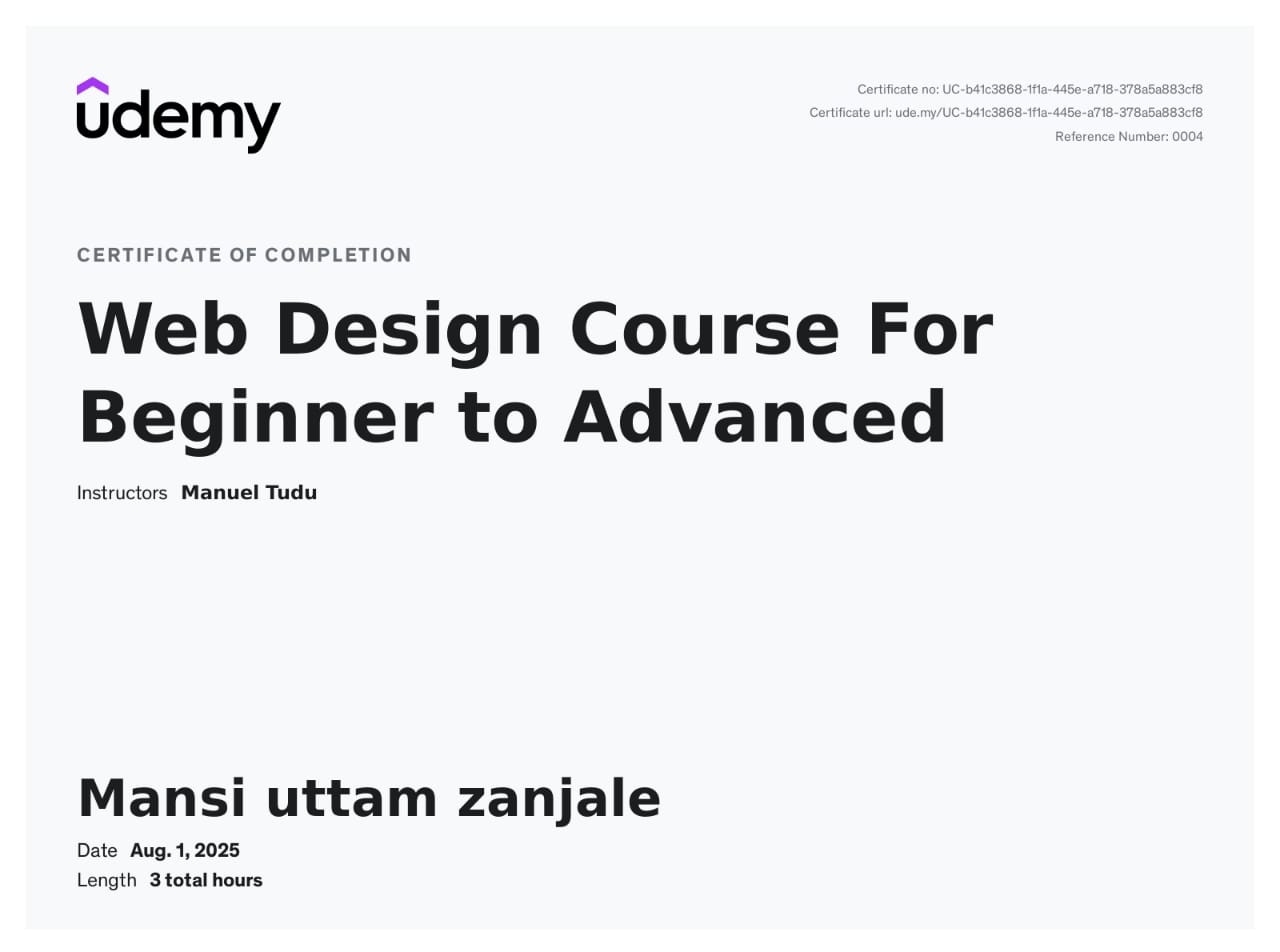 udemy
Certificate no: UC-b41c3868-1f1a-445e-a718-378a5a883cf8
Certificate url: ude.my/UC-b41c3868-1f1a-445e-a718-378a5a883cf8
Reference Number: 0004
CERTIFICATE OF COMPLETION
Web Design Course For
Beginner to Advanced
Instructors Manuel Tudu
Mansi uttam zanjale
Date Aug. 1, 2025
Length 3 total hours